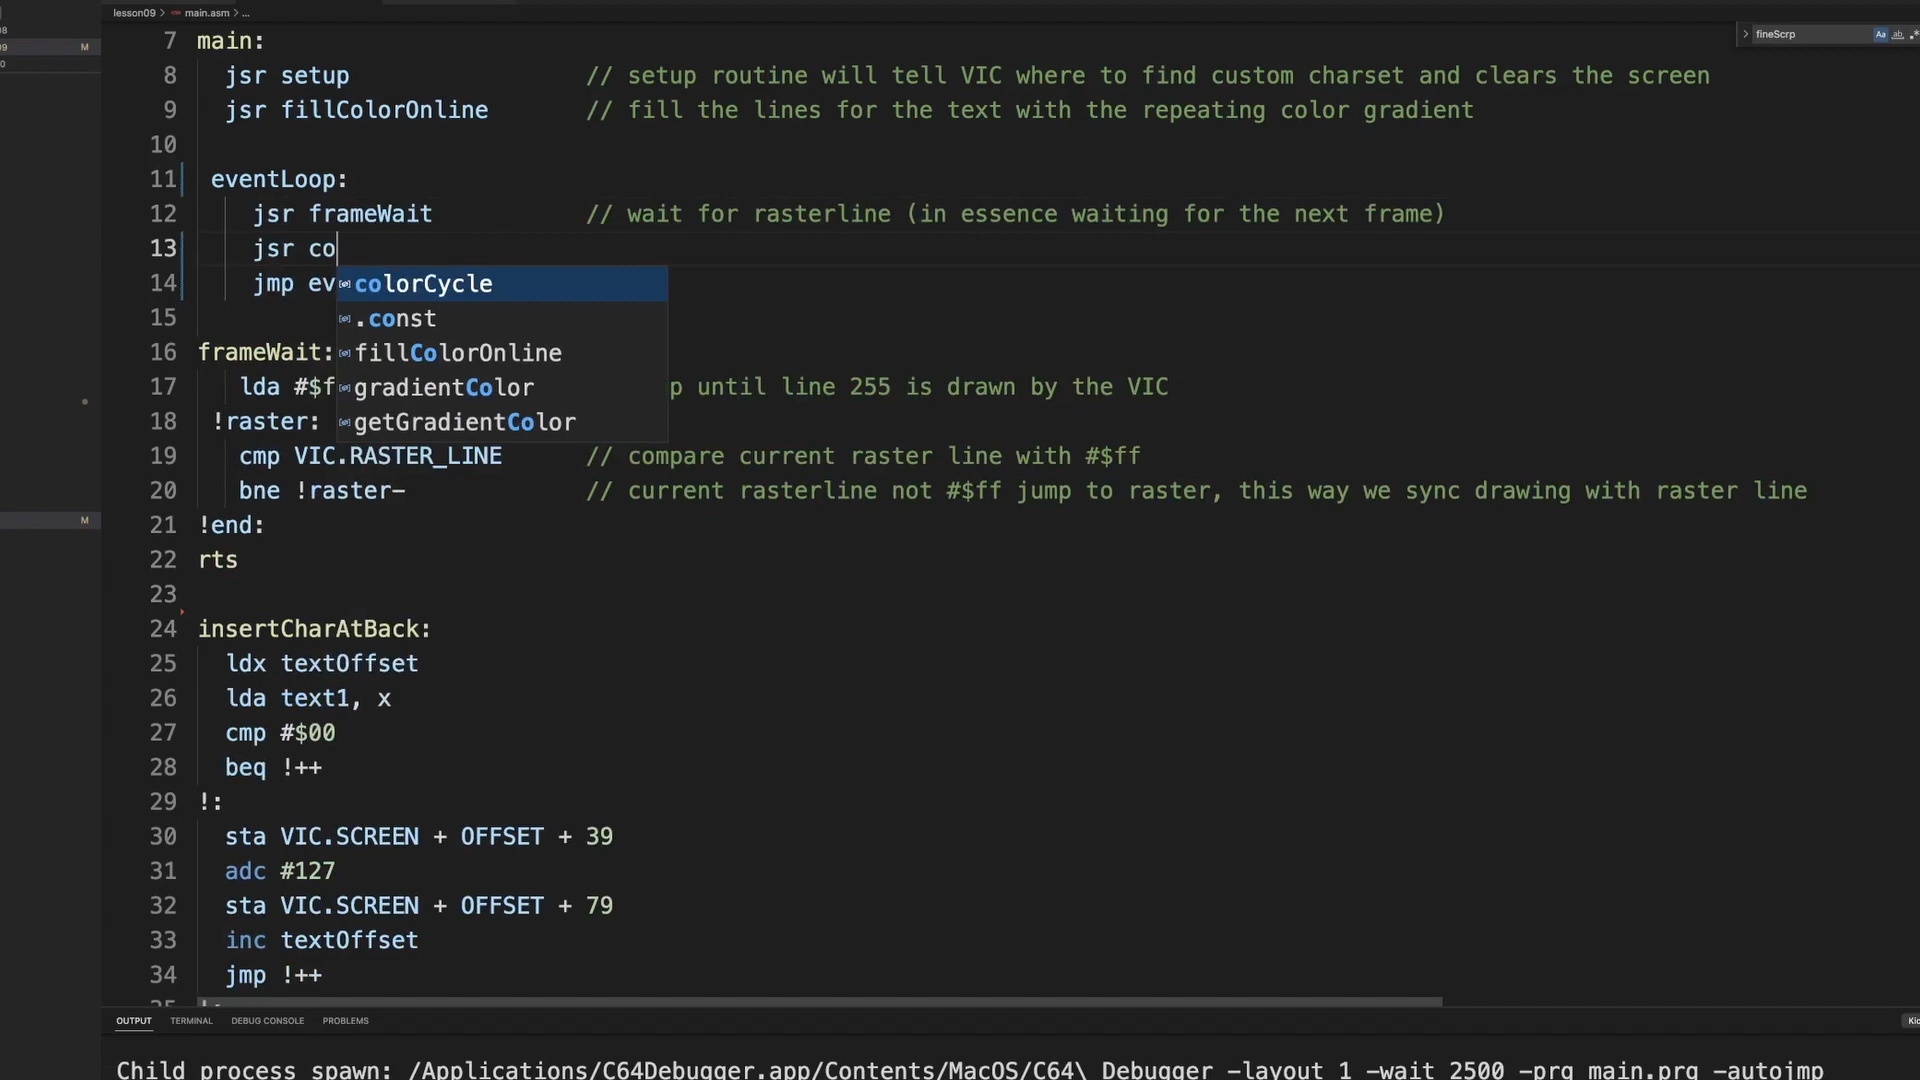 lesson09 > main.asm > ...
fineScrp
Aa
ab
08
09 M
0
7 main:
8 jsr setup // setup routine will tell VIC where to find custom charset and clears the screen
9 jsr fillColorOnline // fill the lines for the text with the repeating color gradient
10
11 eventLoop:
12 jsr frameWait // wait for rasterline (in essence waiting for the next frame)
13 jsr co
14 jmp ev
colorCycle
.const
fillColorOnline
gradientColor
getGradientColor
15
16 frameWait:
17 lda #$f p until line 255 is drawn by the VIC
18 !raster:
19 cmp VIC.RASTER_LINE // compare current raster line with #$ff
20 bne !raster- // current rasterline not #$ff jump to raster, this way we sync drawing with raster line
21 !end:
M
22 rts
23
24 insertCharAtBack:
25 ldx textOffset
26 lda text1, x
27 cmp #$00
28 beq !++
29 !:
30 sta VIC.SCREEN + OFFSET + 39
31 adc #127
32 sta VIC.SCREEN + OFFSET + 79
33 inc textOffset
34 jmp !++
OUTPUT TERMINAL DEBUG CONSOLE PROBLEMS
Kic
Child process spawn: /Applications/C64Debugger.app/Contents/MacOS/C64\ Debugger -layout 1 -wait 2500 -prg main.prg -autojmp